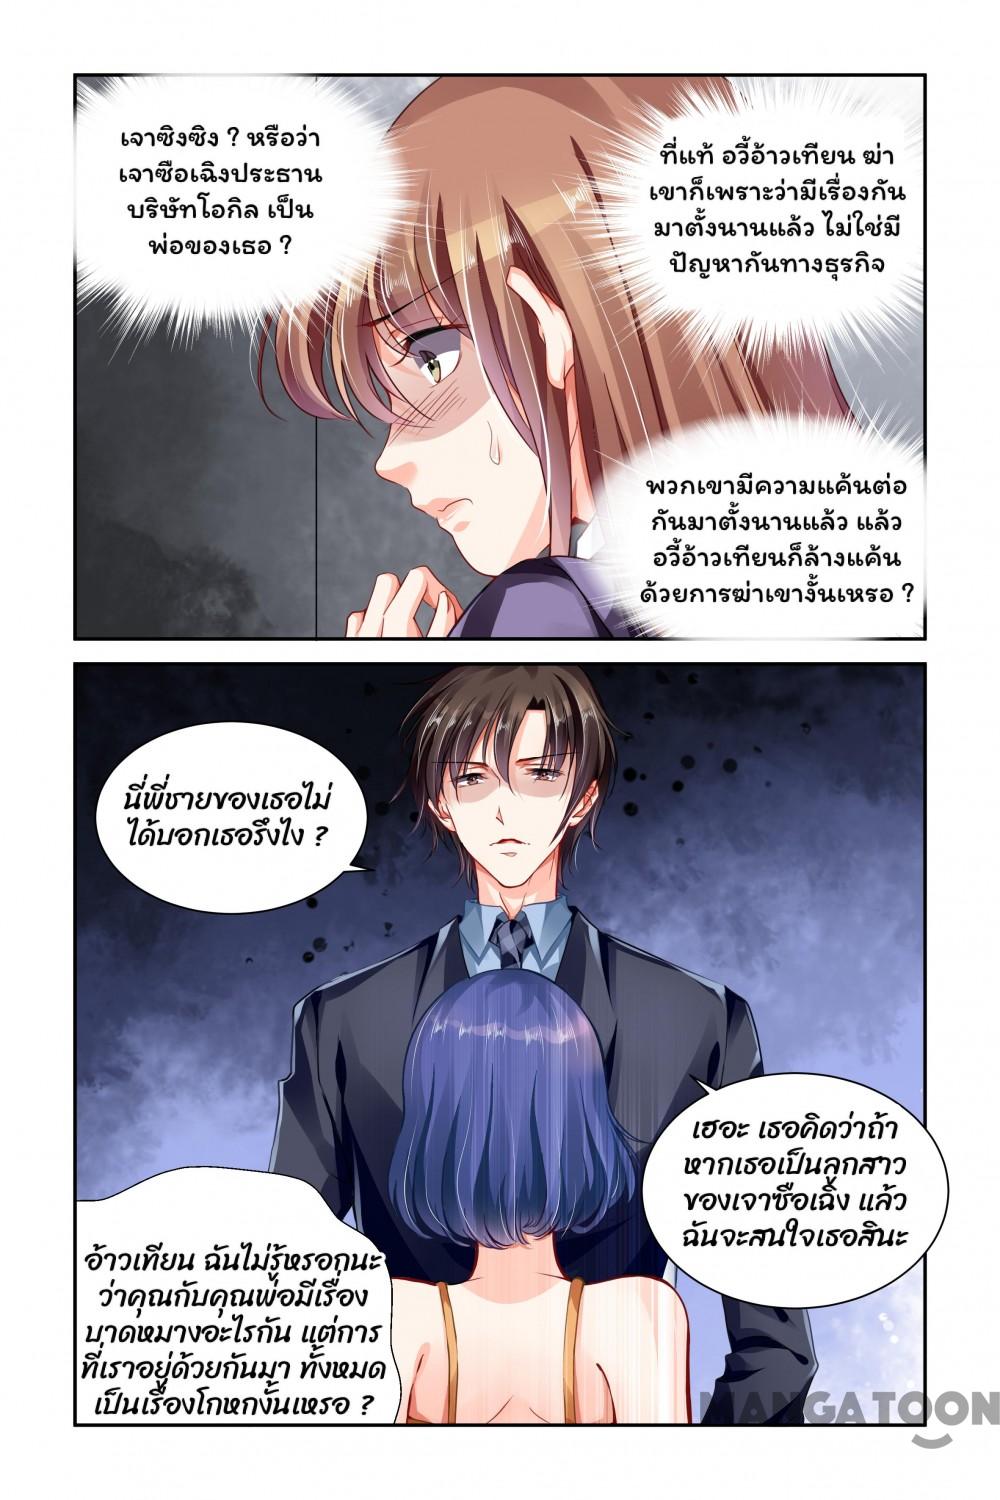 เจาซิงซิง ? หรือว่า
เจาซือเฉิงประธาน
บริษัทโอกิล เป็น
พ่อของเธอ ?
ที่แท้ อวี้อ้าวเทียน ฆ่า
เขาก็เพราะว่ามีเรื่องกัน
มาตั้งนานแล้ว ไม่ใช่มี
ปัญหากันทางธุรกิจ
พวกเขามีความแค้นต่อ
กันมาตั้งนานแล้ว แล้ว
อวี้อ้าวเทียนก็ล้างแค้น
ด้วยการฆ่าเขางั้นเหรอ ?
นี่พี่ชายของเธอไม่
ได้บอกเธอรึไง ?
เฮอะ เธอคิดว่าถ้า
หากเธอเป็นลูกสาว
ของเจาซือเฉิง แล้ว
ฉันจะสนใจเธอสินะ
อ้าวเทียน ฉันไม่รู้หรอกนะ
ว่าคุณกับคุณพ่อมีเรื่อง
บาดหมางอะไรกัน แต่การ
ที่เราอยู่ด้วยกันมา ทั้งหมด
เป็นเรื่องโกหกงั้นเหรอ ?
MANGATOON